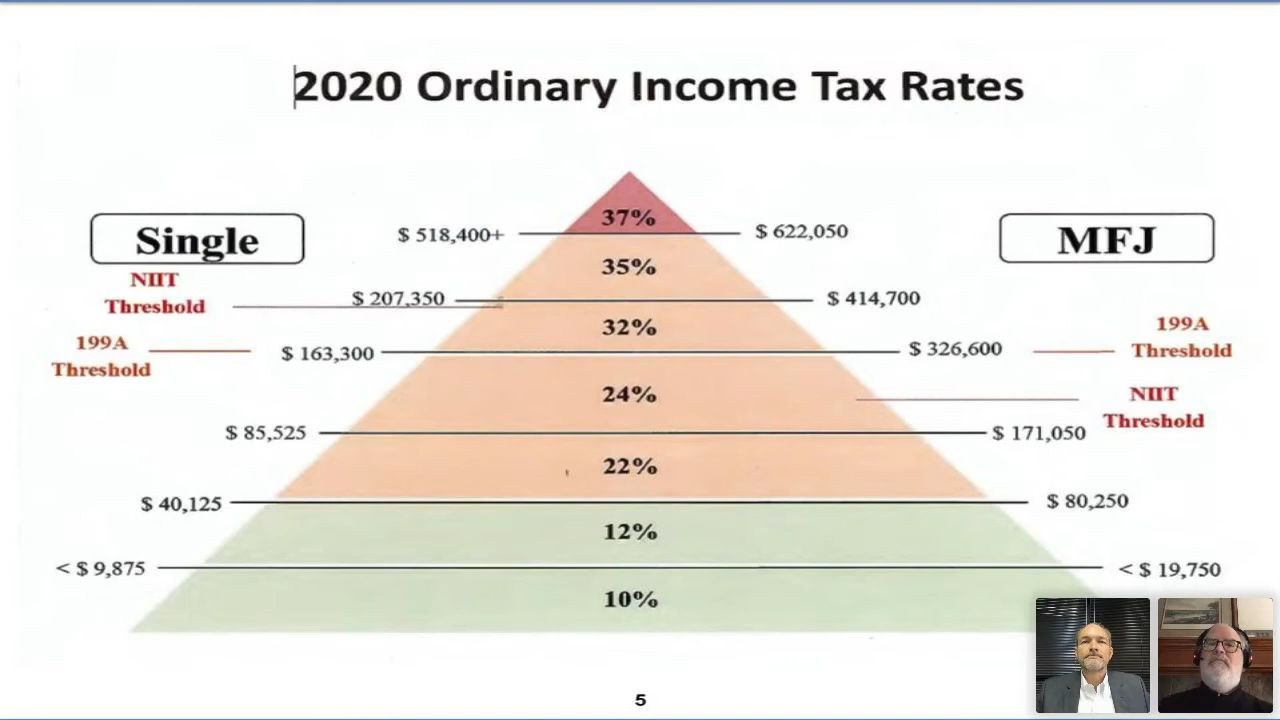 2020 Ordinary Income Tax Rates
Single
MFJ
37%
$ 518,400+
$ 622,050
35%
NIIT
Threshold
$ 207,350
$ 414,700
32%
199A
Threshold
199A
Threshold
$ 163,300
$ 326,600
24%
NIIT
Threshold
$ 85,525
$ 171,050
22%
$ 40,125
$ 80,250
12%
< $ 9,875
< $ 19,750
10%
5